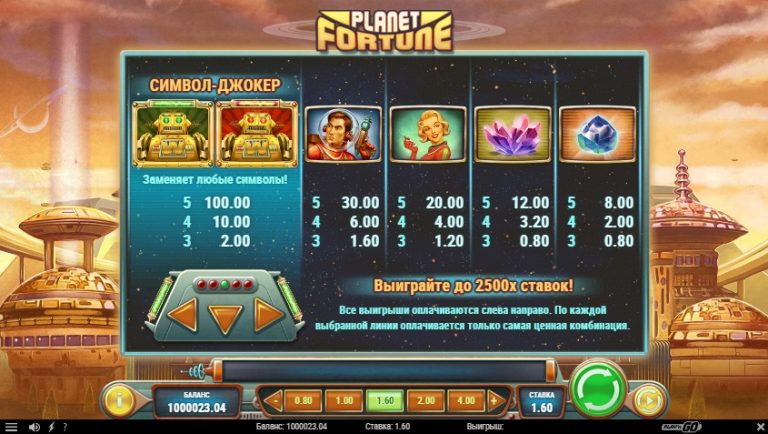 PLANET
FORTUNE
СИМВОЛ-ДЖОКЕР
W W
Заменяет любые символы!
5 100.00
4 10.00
3 2.00
5 30.00
4 6.00
3 1.60
5 20.00
4 4.00
3 1.20
5 12.00
4 3.20
3 0.80
5 8.00
4 2.00
3 0.80
Выиграйте до 2500x ставок!
Все выигрыши оплачиваются слева направо. По каждой
выбранной линии оплачивается только самая ценная комбинация.
БАЛАНС
1000023.04
- 0.80 1.00 1.60 2.00 4.00 +
СТАВКА
1.60
i
? Баланс: 1000023.04 Ставка: 1.60 Выигрыш: PLAY'N GO